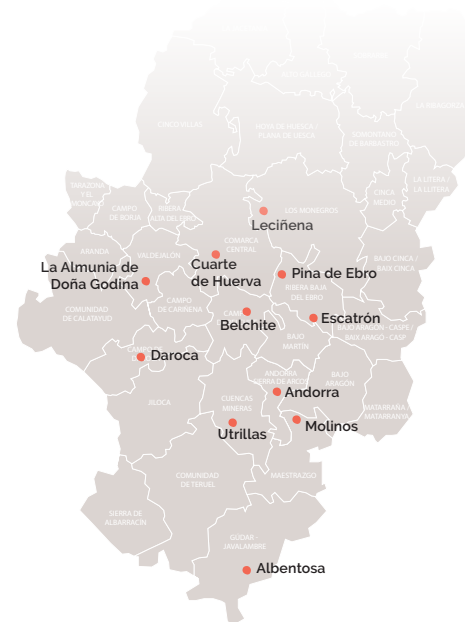 CINCO VILLAS
HOYA DE HUESCA /
PLANA DE UESCA
SOMONTANO
DE BARBASTRO
LA RIBAGORZA
LA LITERA /
LA LLITERA
CINCA
MEDIO
TARAZONA
Y EL
MONCAYO
CAMPO
DE BORJA
RIBERA
ALTA DEL EBRO
LOS MONEGROS
Leciñena
COMARCA
CENTRAL
ARANDA
VALDEJALÓN
BAJO CINCA /
BAIX CINCA
La Almunia de
Doña Godina
Cuarte
de Huerva
Pina de Ebro
RIBERA BAJA
DEL EBRO
COMUNIDAD
DE CALATAYUD
CAMPO
DE CARIÑENA
Belchite
Escatrón
BAJO ARAGÓN - CASPE /
BAIX ARAGÓ - CASP
BAJO
MARTÍN
Daroca
ANDORRA
SIERRA DE ARCOS
BAJO
ARAGÓN
Andorra
JILOCA
CUENCAS
MINERAS
MATARRAÑA /
MATARRANYA
Utrillas
Molinos
COMUNIDAD
DE TERUEL
MAESTRAZGO
SIERRA DE
ALBARRACÍN
GÚDAR -
JAVALAMBRE
Albentosa